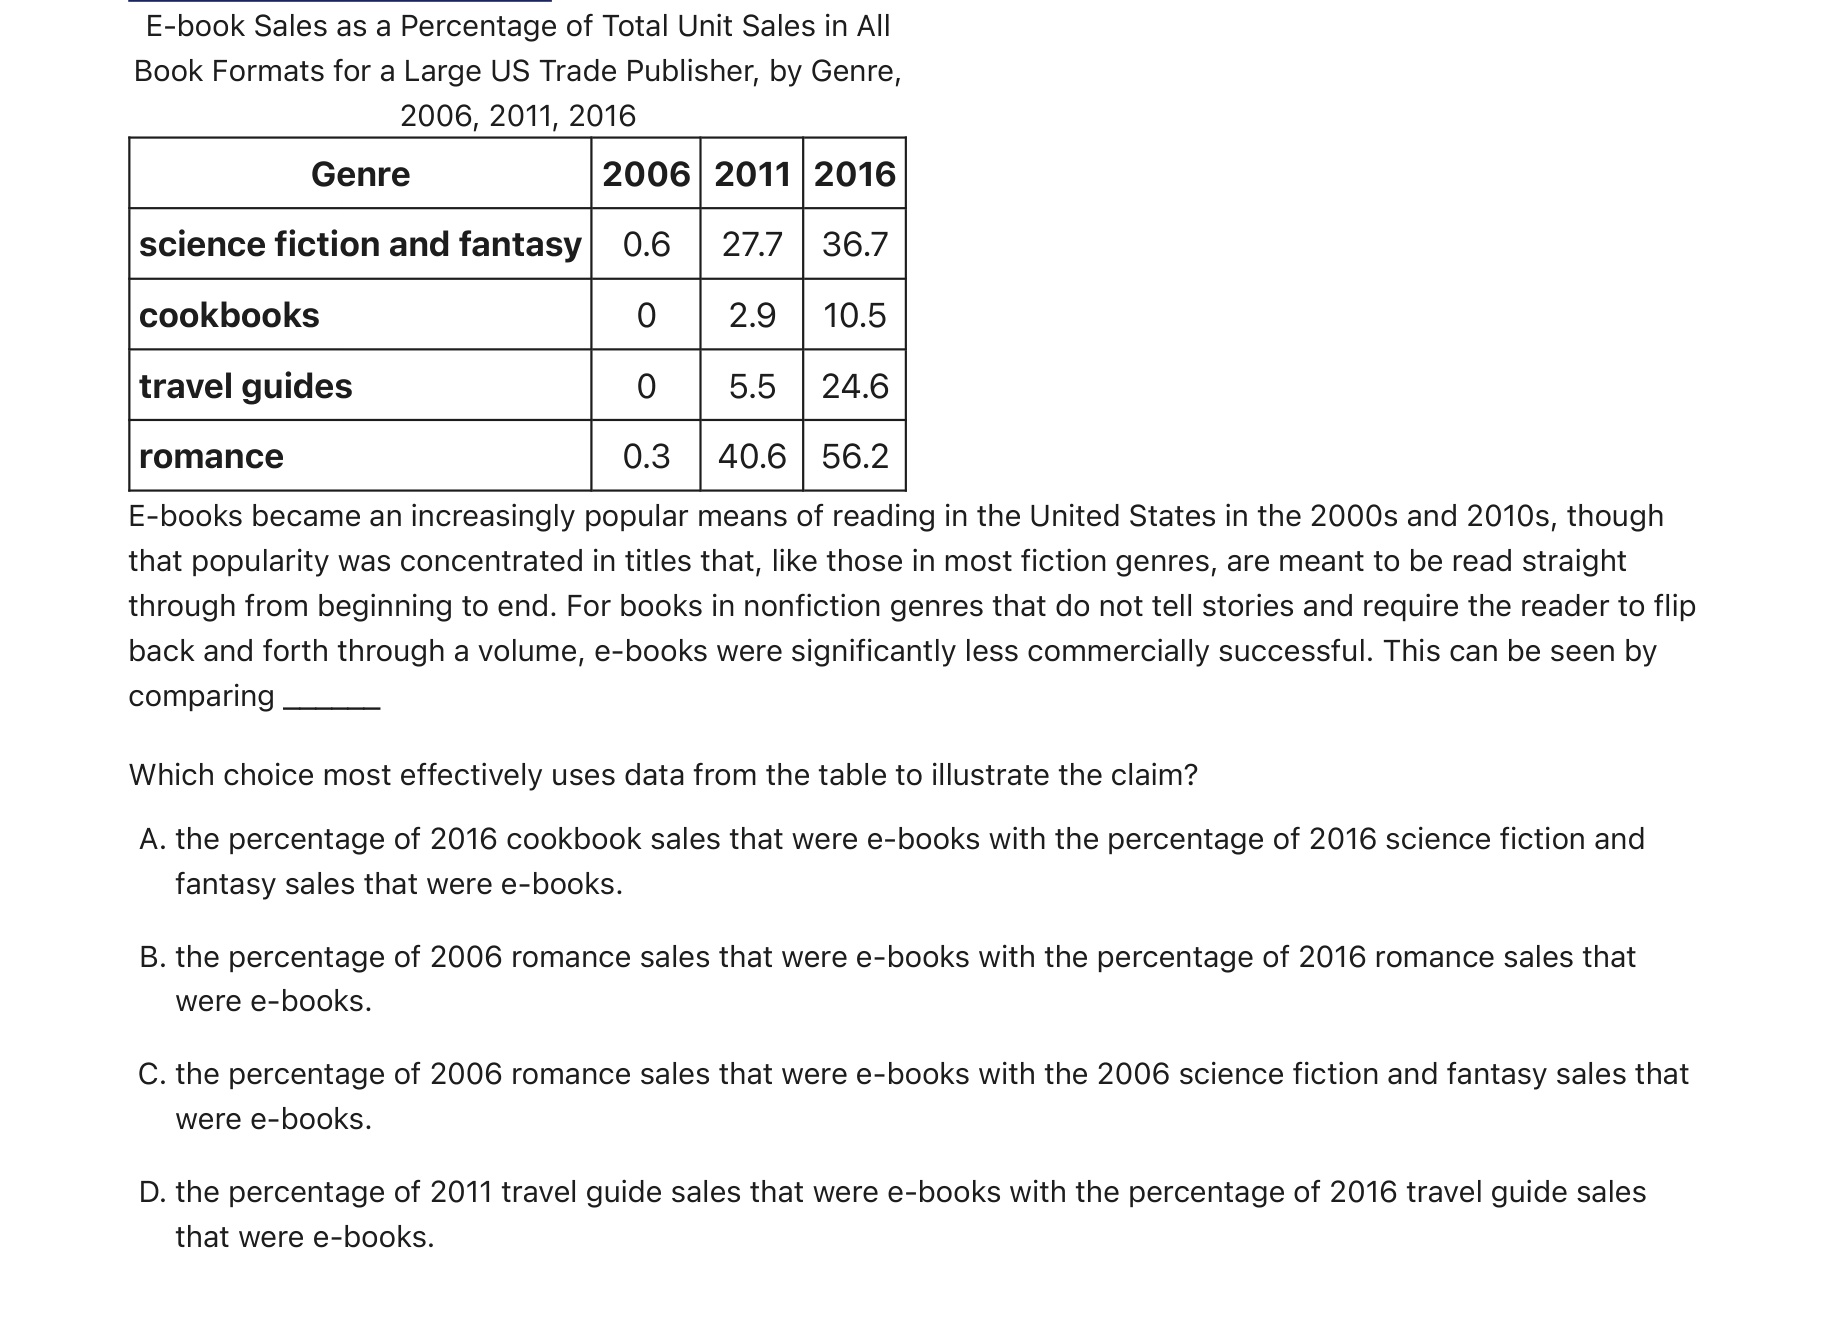 E-book Sales as a Percentage of Total Unit Sales in All
Book Formats for a Large US Trade Publisher, by Genre,
2006, 2011, 2016
Genre 2006 2011 2016
science fiction and fantasy 0.6 27.7 36.7
cookbooks 0 2.9 10.5
travel guides 0 5.5 24.6
romance 0.3 40.6 56.2
E-books became an increasingly popular means of reading in the United States in the 2000s and 2010s, though
that popularity was concentrated in titles that, like those in most fiction genres, are meant to be read straight
through from beginning to end. For books in nonfiction genres that do not tell stories and require the reader to flip
back and forth through a volume, e-books were significantly less commercially successful. This can be seen by
comparing ______
Which choice most effectively uses data from the table to illustrate the claim?
A. the percentage of 2016 cookbook sales that were e-books with the percentage of 2016 science fiction and
fantasy sales that were e-books.
B. the percentage of 2006 romance sales that were e-books with the percentage of 2016 romance sales that
were e-books.
C. the percentage of 2006 romance sales that were e-books with the 2006 science fiction and fantasy sales that
were e-books.
D. the percentage of 2011 travel guide sales that were e-books with the percentage of 2016 travel guide sales
that were e-books.